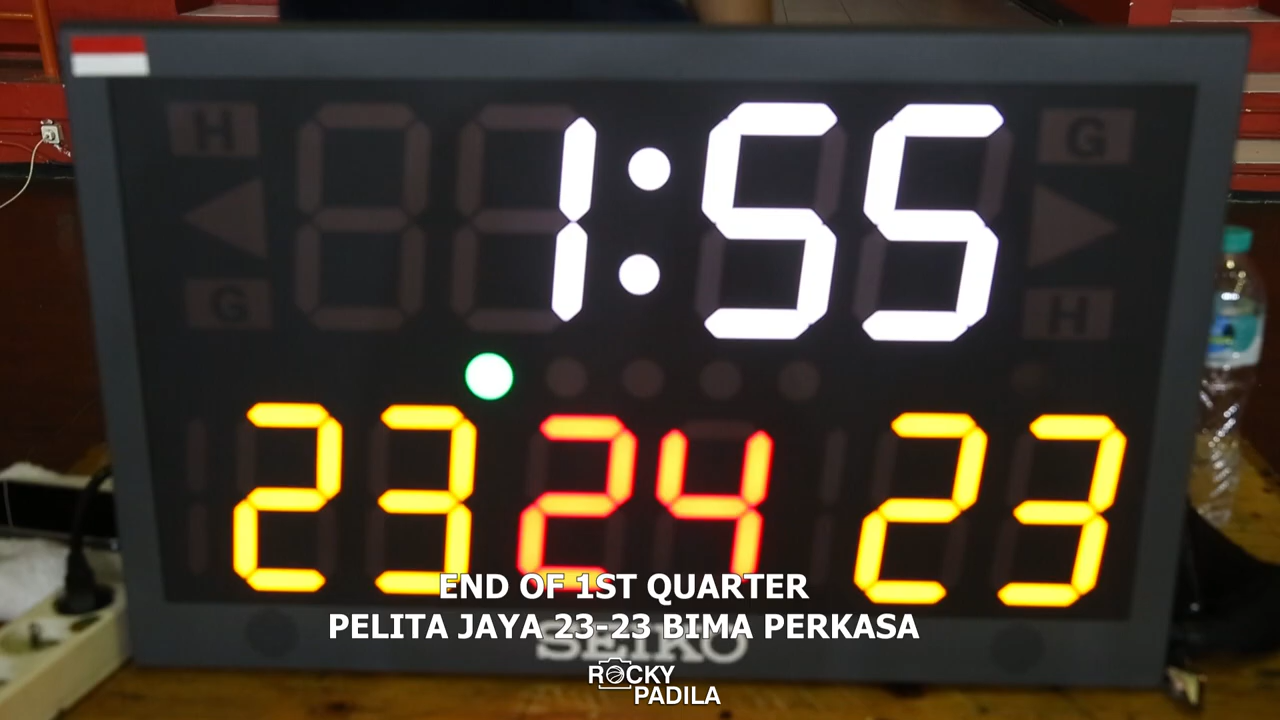 H
G
1:55
G
H
23 24 23
END OF 1ST QUARTER
PELITA JAYA 23-23 BIMA PERKASA
SEIKO
ROCKY
PADILA